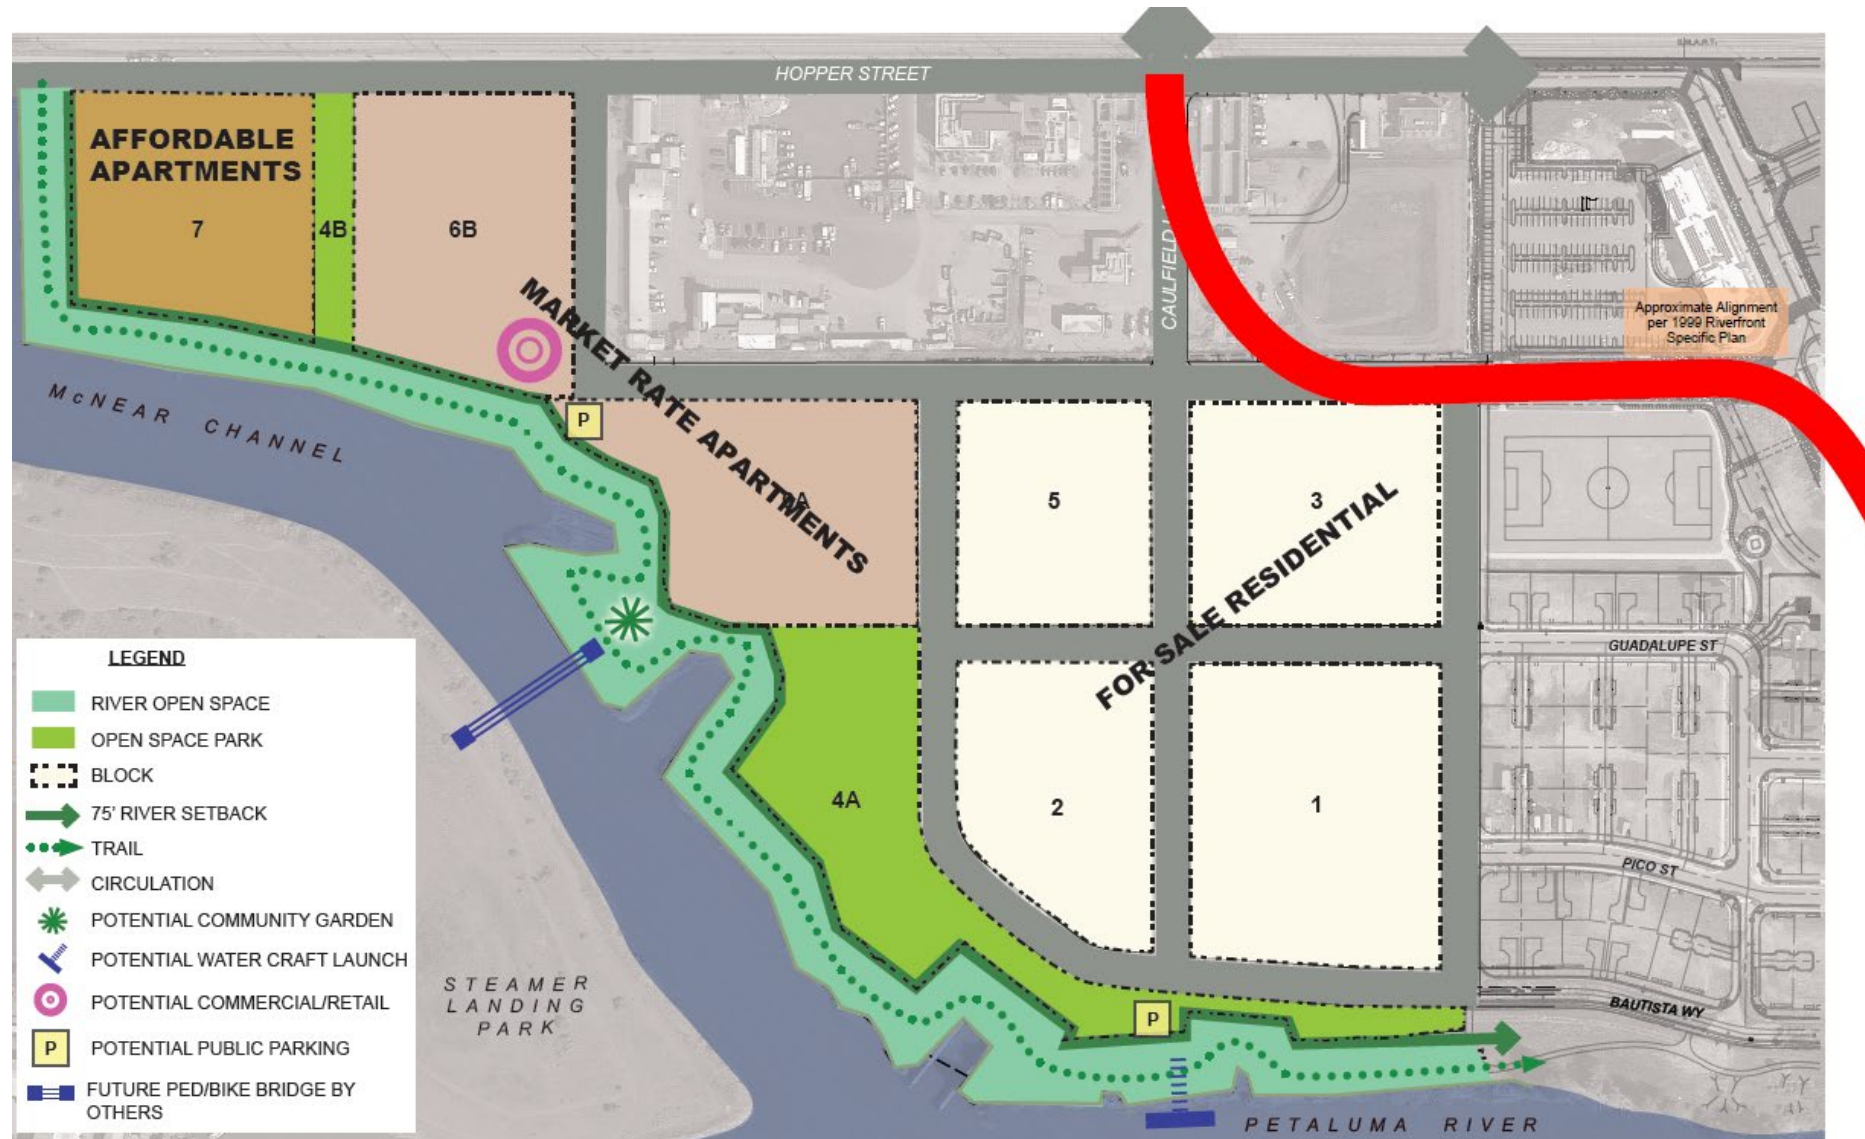 S.M.A.R.T.
HOPPER STREET
AFFORDABLE
APARTMENTS
7
4B
6B
MARKET RATE APARTMENTS
CAULFIELD
Approximate Alignment
per 1999 Riverfront
Specific Plan
P
McNEAR CHANNEL
5
3
FOR SALE RESIDENTIAL
GUADALUPE ST
4A
2
1
PICO ST
BAUTISTA WY
P
STEAMER
LANDING
PARK
PETALUMA RIVER
LEGEND
RIVER OPEN SPACE
OPEN SPACE PARK
BLOCK
75' RIVER SETBACK
TRAIL
CIRCULATION
POTENTIAL COMMUNITY GARDEN
POTENTIAL WATER CRAFT LAUNCH
POTENTIAL COMMERCIAL/RETAIL
P
POTENTIAL PUBLIC PARKING
FUTURE PED/BIKE BRIDGE BY
OTHERS